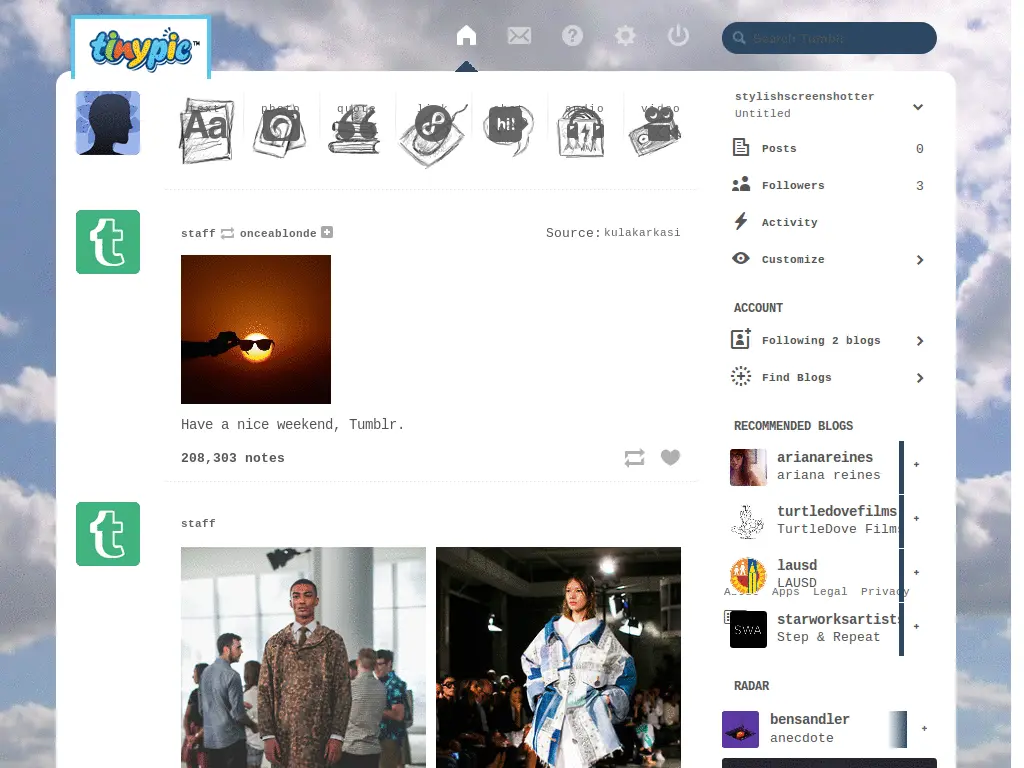 tinypic™
Search Tumblr
text photo quote link chat audio video
Aa
hi!
stylishscreenshotter
Untitled
Posts 0
Followers 3
Activity
Customize
ACCOUNT
Following 2 blogs
Find Blogs
RECOMMENDED BLOGS
arianareines
ariana reines
turtledovefilms
TurtleDove Films
lausd
LAUSD
About Apps Legal Privacy
starworksartists
SWA
Step & Repeat
RADAR
bensandler
anecdote
t
staff onceablonde
Source: kulakarkasi
Have a nice weekend, Tumblr.
208,303 notes
t
staff